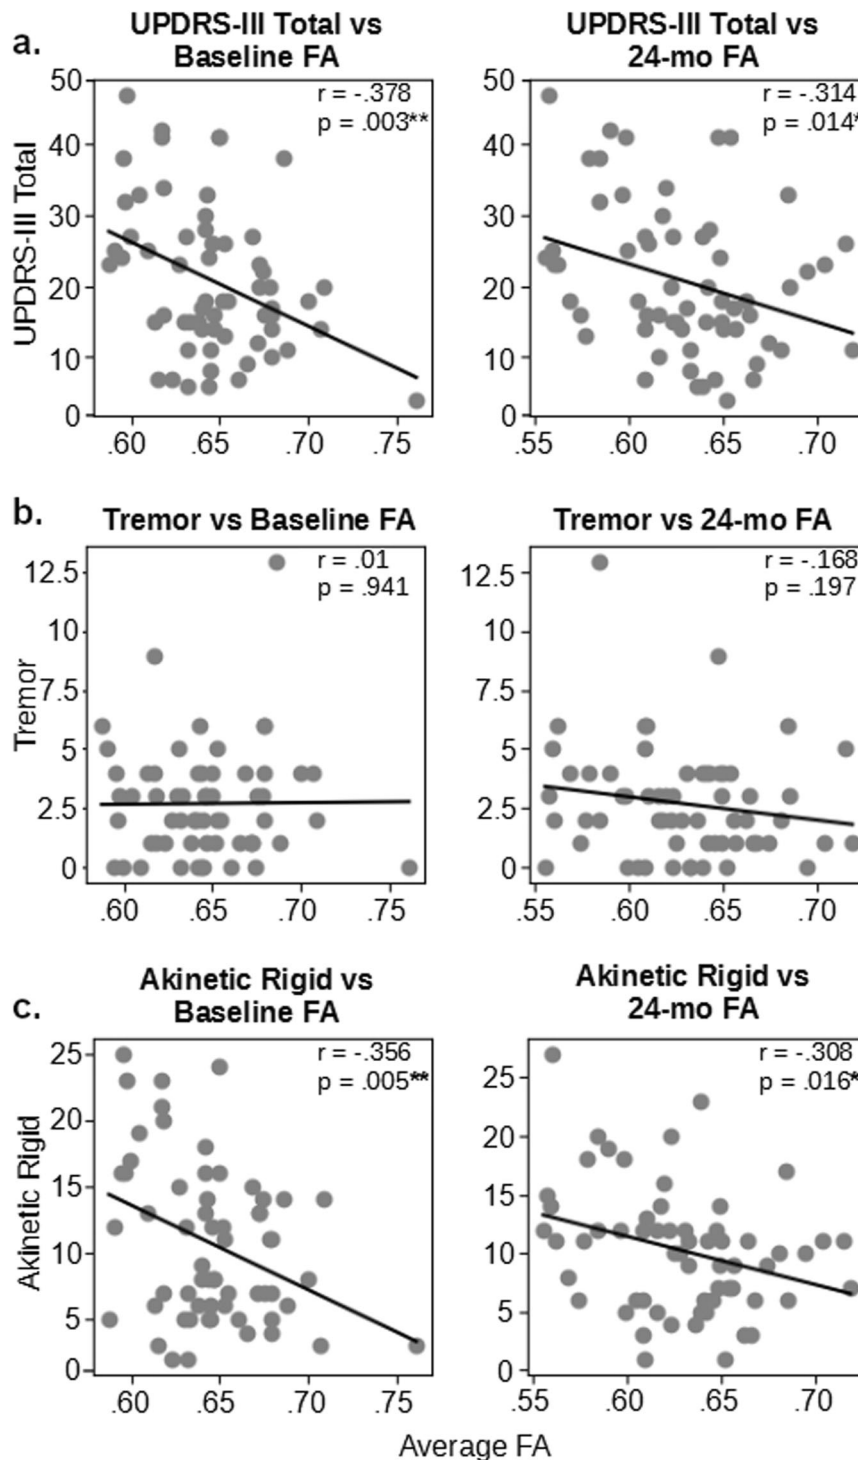 a.
UPDRS-III Total vs
Baseline FA
UPDRS-III Total vs
24-mo FA
UPDRS-III Total
50
40
30
20
10
0
r = -.378
p = .003**
.60
.65
.70
.75
50
40
30
20
10
0
r = -.314
p = .014*
.55
.60
.65
.70
b.
Tremor vs Baseline FA
Tremor vs 24-mo FA
Tremor
12.5
10
7.5
5
2.5
0
r = .01
p = .941
.60
.65
.70
.75
12.5
10
7.5
5
2.5
0
r = -.168
p = .197
.55
.60
.65
.70
c.
Akinetic Rigid vs
Baseline FA
Akinetic Rigid vs
24-mo FA
Akinetic Rigid
25
20
15
10
5
0
r = -.356
p = .005**
.60
.65
.70
.75
25
20
15
10
5
0
r = -.308
p = .016*
.55
.60
.65
.70
Average FA